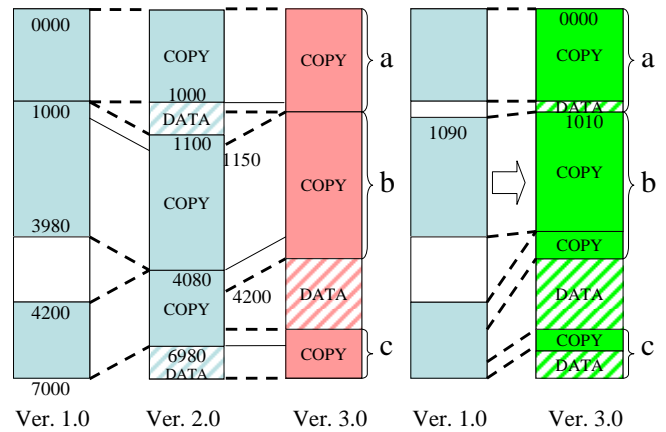 0000
1000
3980
4200
7000
Ver. 1.0
COPY
1000
DATA
1100
1150
COPY
4080
4200
COPY
6980
DATA
Ver. 2.0
COPY
COPY
DATA
COPY
a
b
c
Ver. 3.0
1090
Ver. 1.0
0000
COPY
DATA
1010
COPY
COPY
DATA
COPY
DATA
a
b
c
Ver. 3.0